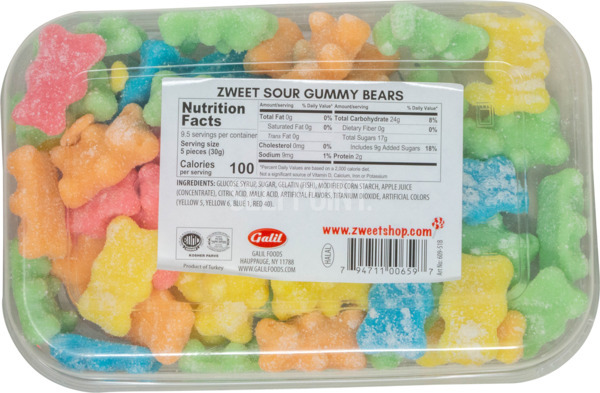 ZWEET SOUR GUMMY BEARS
Nutrition
Facts
9.5 servings per container
Serving size
5 pieces (30g)
Calories
per serving 100
Amount/serving % Daily Value*
Total Fat 0g 0%
Saturated Fat 0g 0%
Trans Fat 0g
Cholesterol 0mg 0%
Sodium 9mg 1%
Amount/serving % Daily Value*
Total Carbohydrate 24g 8%
Dietary Fiber 0g 0%
Total Sugars 17g
Includes 9g Added Sugars 18%
Protein 2g
*Percent Daily Values are based on a 2,000 calorie diet.
Not a significant source of Vitamin D, Calcium, Iron or Potassium
INGREDIENTS: GLUCOSE SYRUP, SUGAR, GELATIN (FISH), MODIFIED CORN STARCH, APPLE JUICE
(CONCENTRATE), CITRIC ACID, MALIC ACID, ARTIFICIAL FLAVORS, TITANIUM DIOXIDE, ARTIFICIAL COLORS
(YELLOW 5, YELLOW 6, BLUE 1, RED 40).
KOSHER PARVE
Product of Turkey
Galil
GALIL FOODS
HAUPPAUGE, NY 11788
WWW.GALILFOODS.COM
www.zweetshop.com
HALAL
7 94711 00659 7